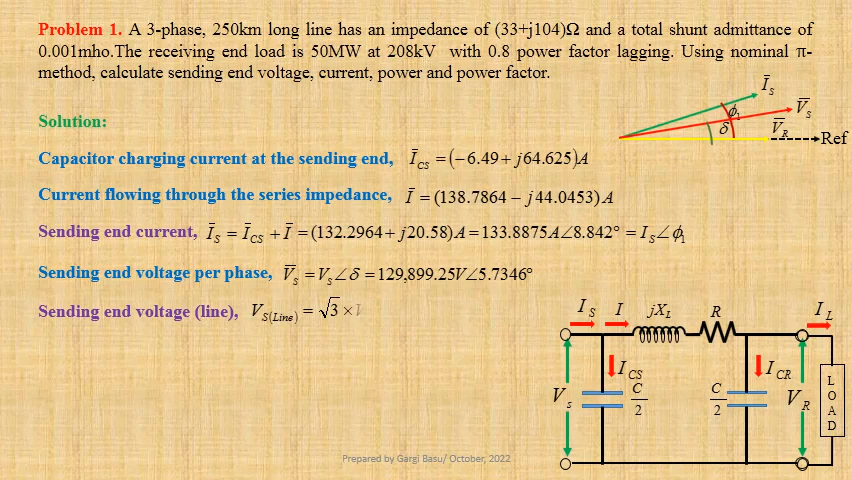 Problem 1. A 3-phase, 250km long line has an impedance of (33+j104)Ω and a total shunt admittance of
0.001mho.The receiving end load is 50MW at 208kV with 0.8 power factor lagging. Using nominal π-
method, calculate sending end voltage, current, power and power factor.
Solution:
Capacitor charging current at the sending end, Ī_CS = (−6.49 + j64.625)A
Current flowing through the series impedance, Ī = (138.7864 − j44.0453)A
Sending end current, Ī_s = Ī_CS + Ī = (132.2964 + j20.58)A = 133.8875A∠8.842° = I_s∠ϕ₁
Sending end voltage per phase, V̄_s = V_s∠δ = 129,899.25V∠5.7346°
Sending end voltage (line), V_S(Line) = √3 × V
Ī_s
ϕ₁
V̄_s
δ
V̄_R
Ref
I_S I jX_L R I_L
I_CS I_CR
V_s
C/2
C/2
V_R
LOAD
Prepared by Gargi Basu/ October, 2022